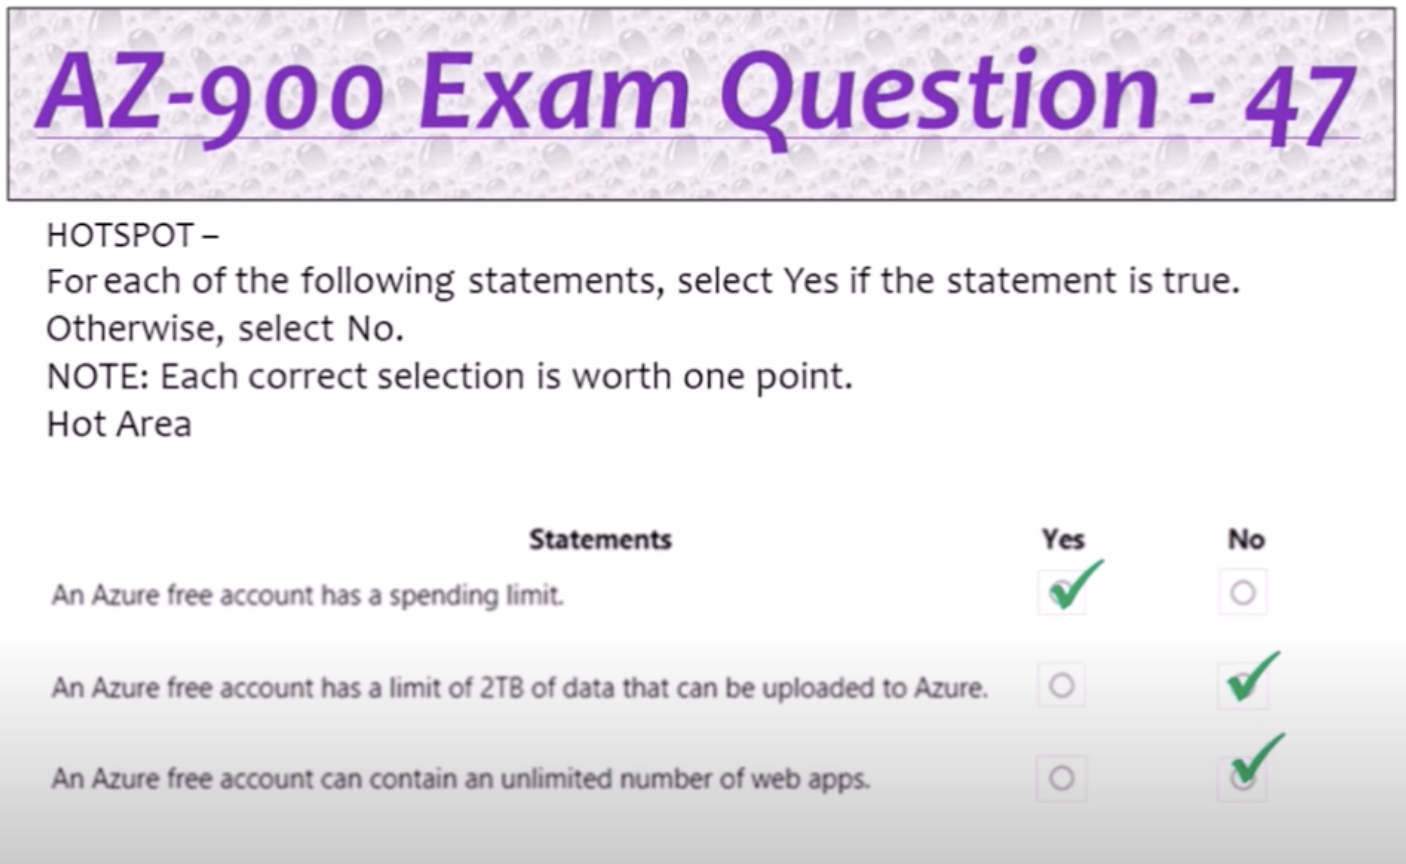 AZ-900 Exam Question - 47
HOTSPOT –
For each of the following statements, select Yes if the statement is true.
Otherwise, select No.
NOTE: Each correct selection is worth one point.
Hot Area
Statements Yes No
An Azure free account has a spending limit.
An Azure free account has a limit of 2TB of data that can be uploaded to Azure.
An Azure free account can contain an unlimited number of web apps.